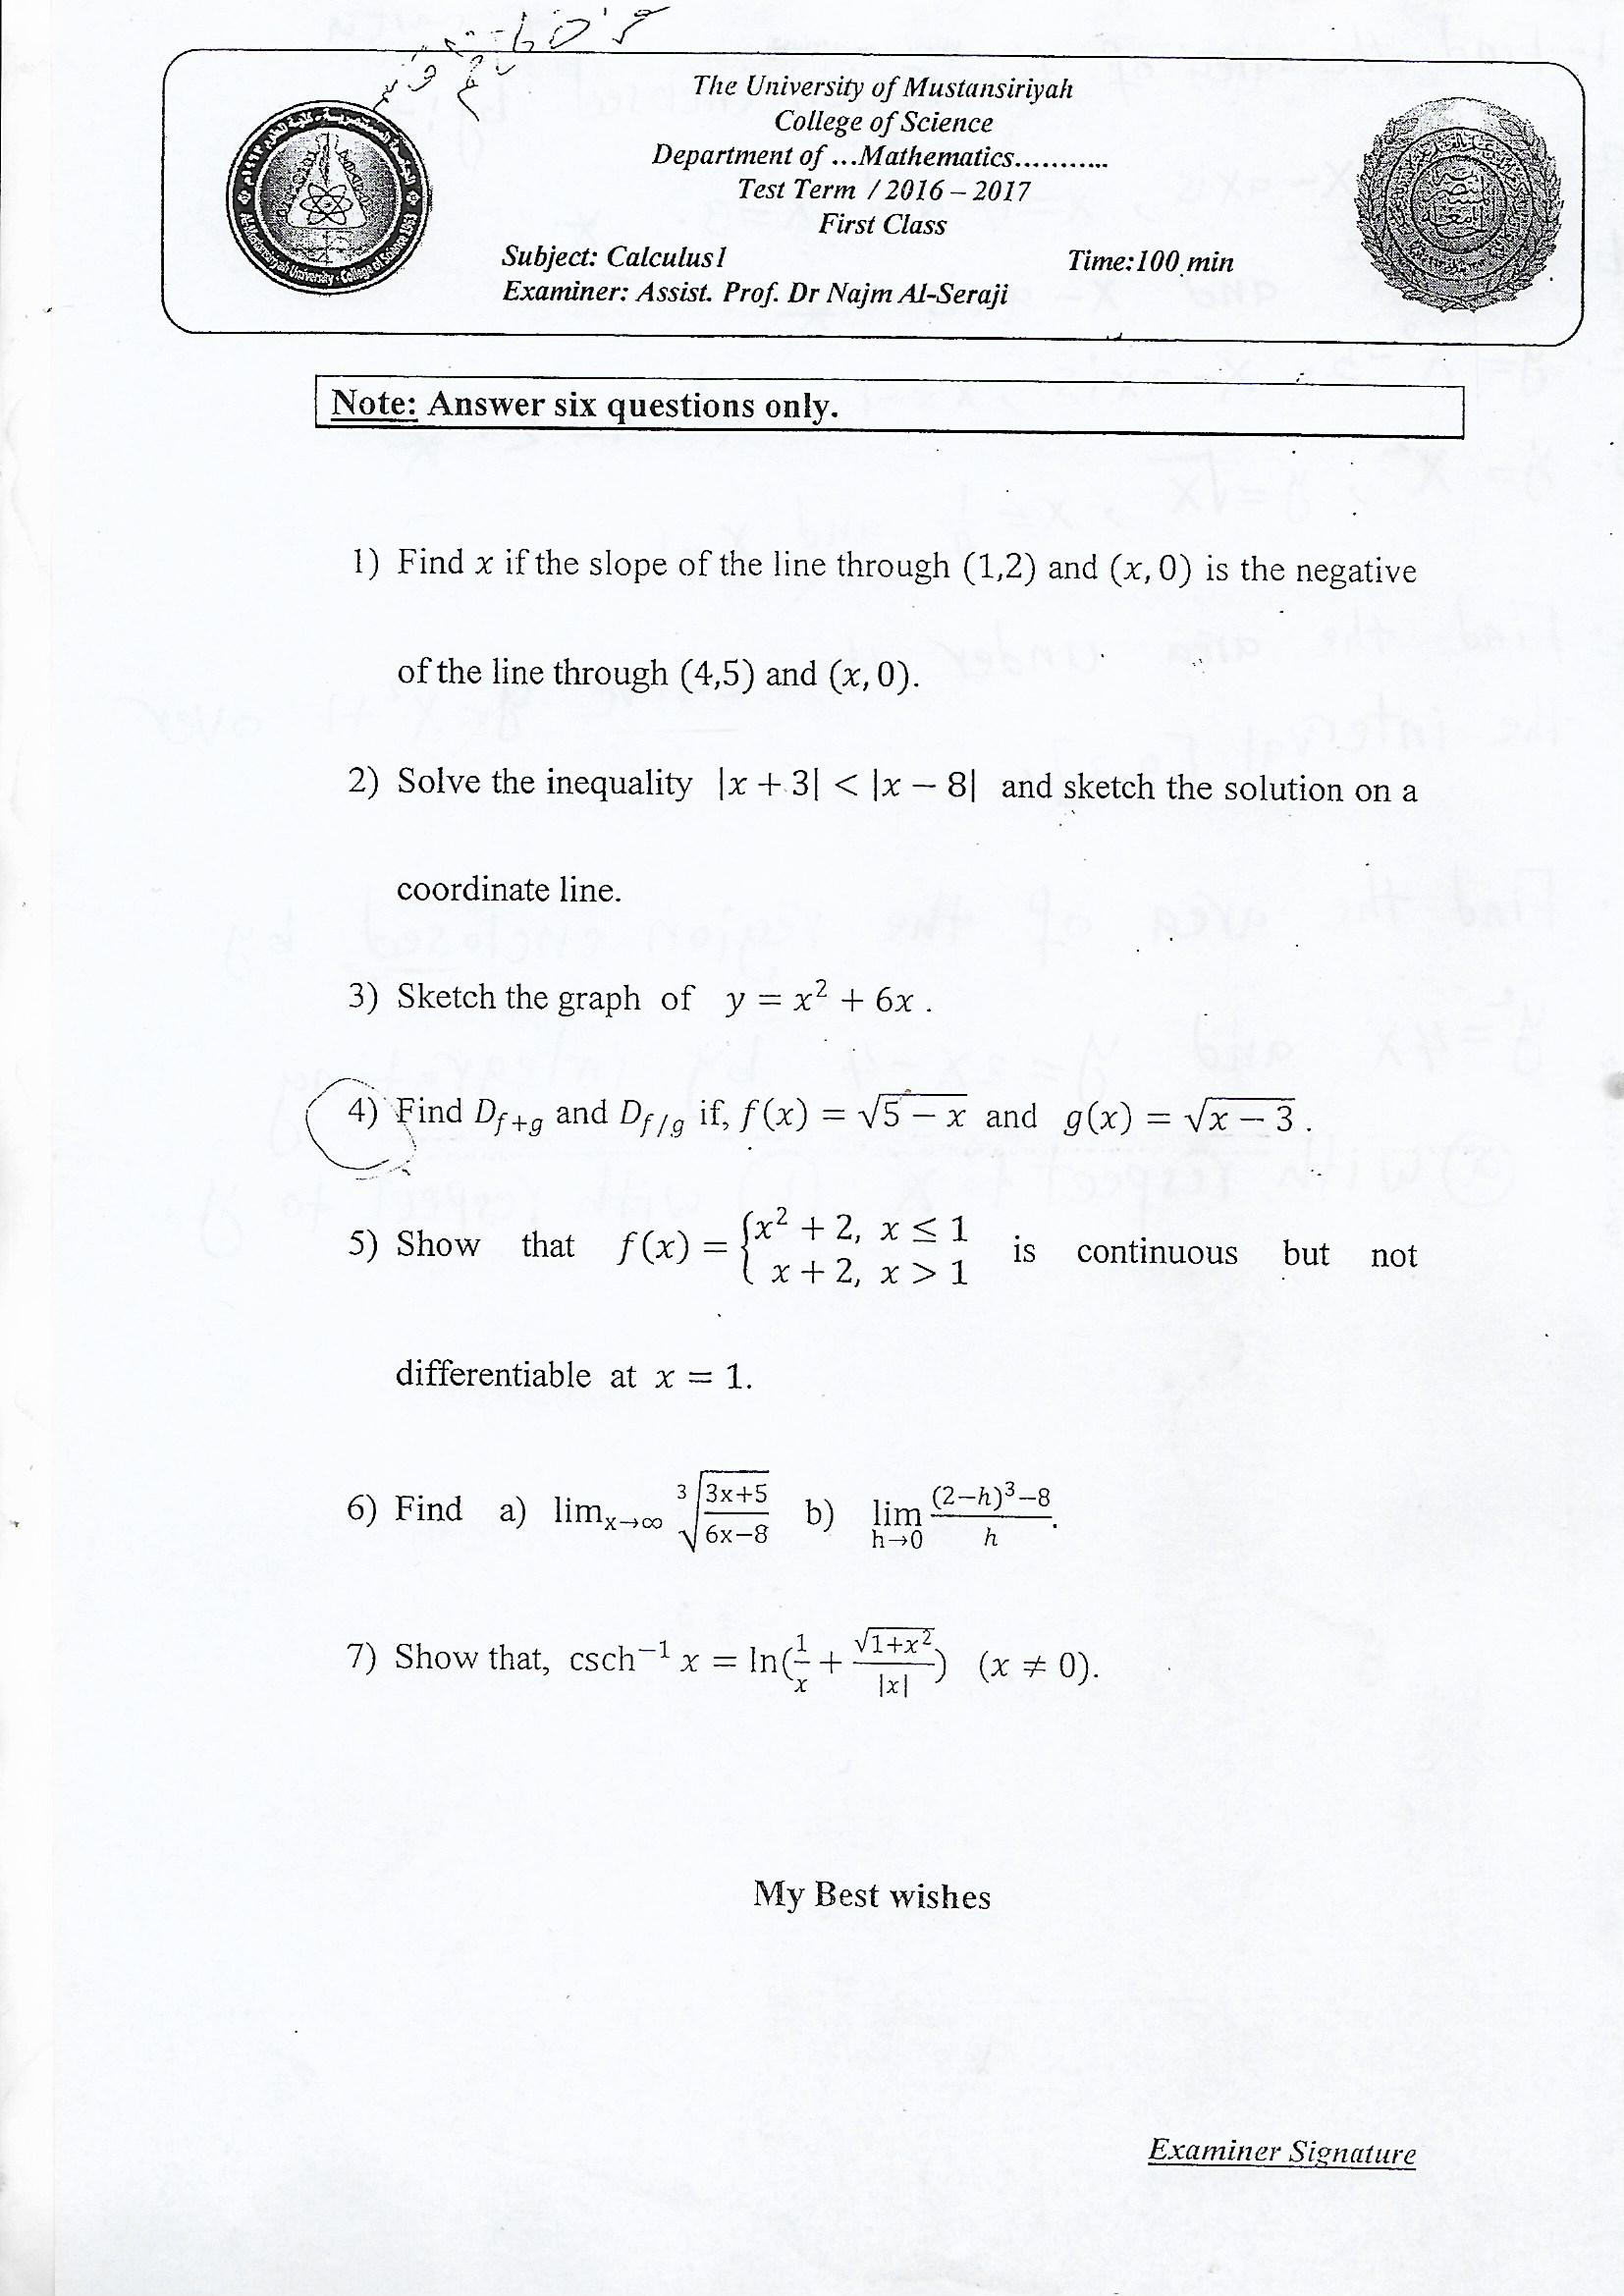 The University of Mustansiriyah
College of Science
Department of ...Mathematics...........
Test Term / 2016 – 2017
First Class
Subject: Calculus1 Time:100 min
Examiner: Assist. Prof. Dr Najm Al-Seraji
Note: Answer six questions only.
1) Find x if the slope of the line through (1,2) and (x, 0) is the negative
of the line through (4,5) and (x, 0).
2) Solve the inequality |x + 3| < |x − 8| and sketch the solution on a
coordinate line.
3) Sketch the graph of y = x² + 6x .
4) Find D_{f+g} and D_{f/g} if, f(x) = √(5 − x) and g(x) = √(x − 3) .
5) Show that f(x) = { x² + 2, x ≤ 1 ; x + 2, x > 1 is continuous but not
differentiable at x = 1.
6) Find a) lim_{x→∞} ∛((3x+5)/(6x−8)) b) lim_{h→0} ((2−h)³−8)/h.
7) Show that, csch⁻¹ x = ln(1/x + √(1+x²)/|x|) (x ≠ 0).
My Best wishes
Examiner Signature